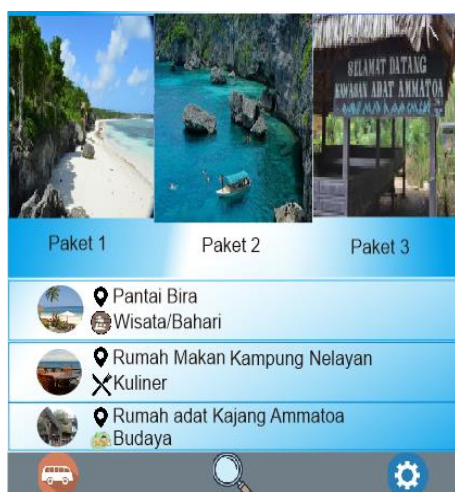 SELAMAT DATANG
KAWASAN ADAT AMMATOA
Paket 1
Paket 2
Paket 3
Pantai Bira
Wisata/Bahari
Rumah Makan Kampung Nelayan
Kuliner
Rumah adat Kajang Ammatoa
Budaya